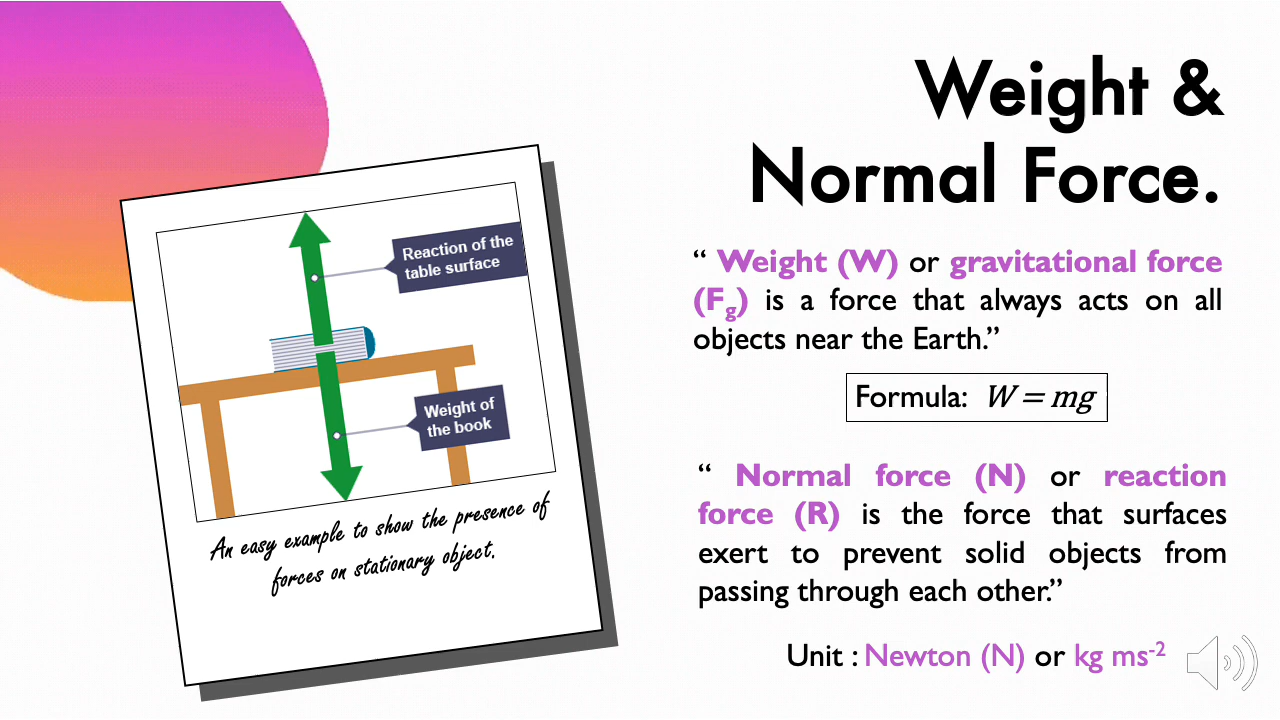 Weight &
Normal Force.
Reaction of the
table surface
Weight of
the book
An easy example to show the presence of
forces on stationary object.
“ Weight (W) or gravitational force
(Fg) is a force that always acts on all
objects near the Earth.”
Formula: W = mg
“ Normal force (N) or reaction
force (R) is the force that surfaces
exert to prevent solid objects from
passing through each other.”
Unit : Newton (N) or kg ms⁻²